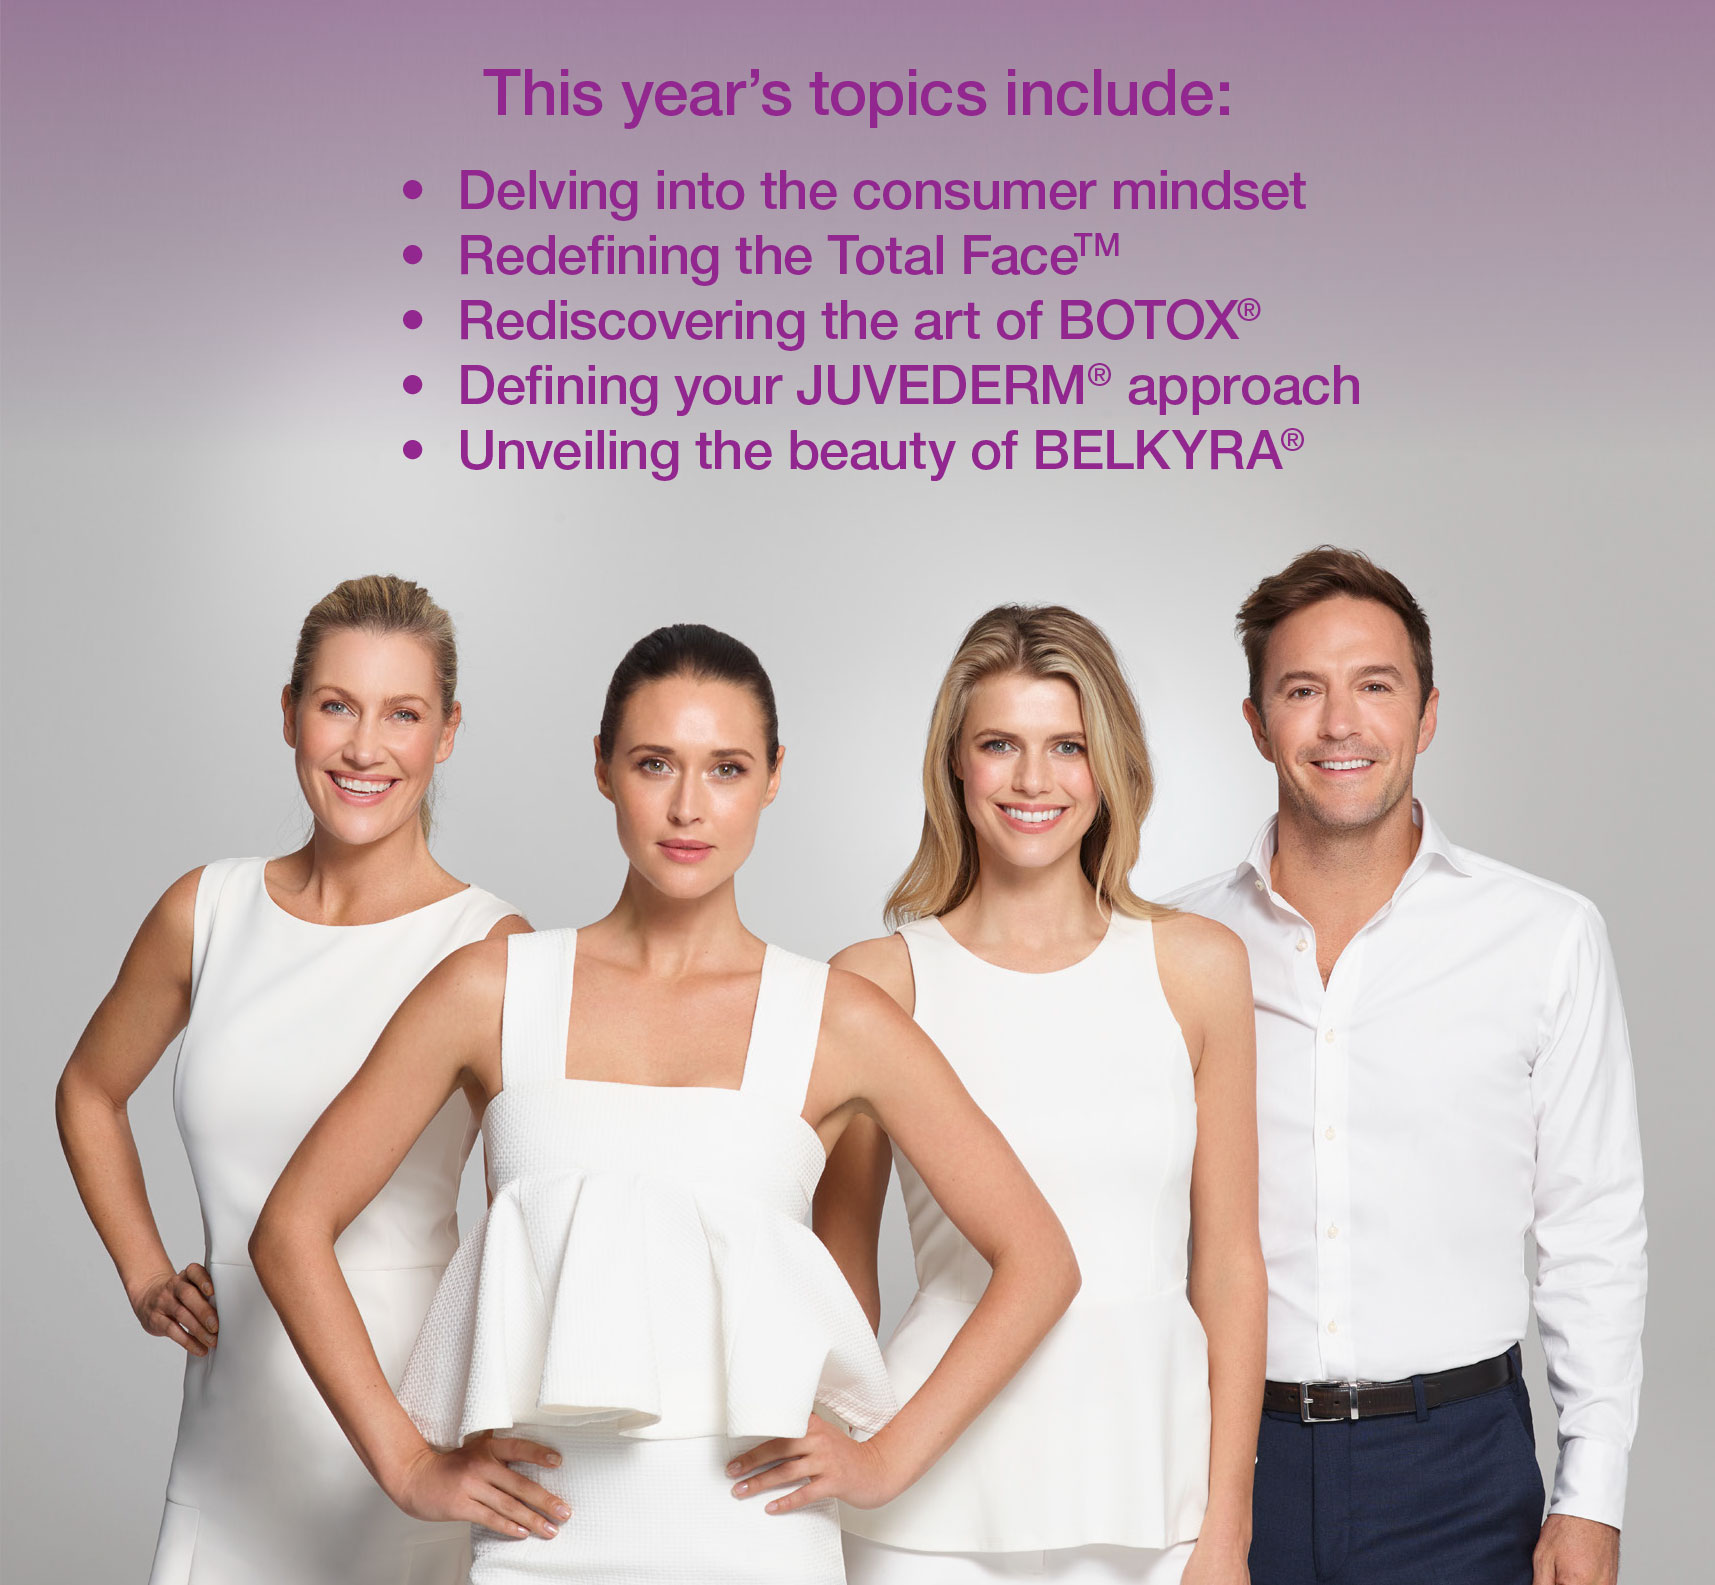 This year’s topics include:
• Delving into the consumer mindset
• Redefining the Total Face™
• Rediscovering the art of BOTOX®
• Defining your JUVEDERM® approach
• Unveiling the beauty of BELKYRA®